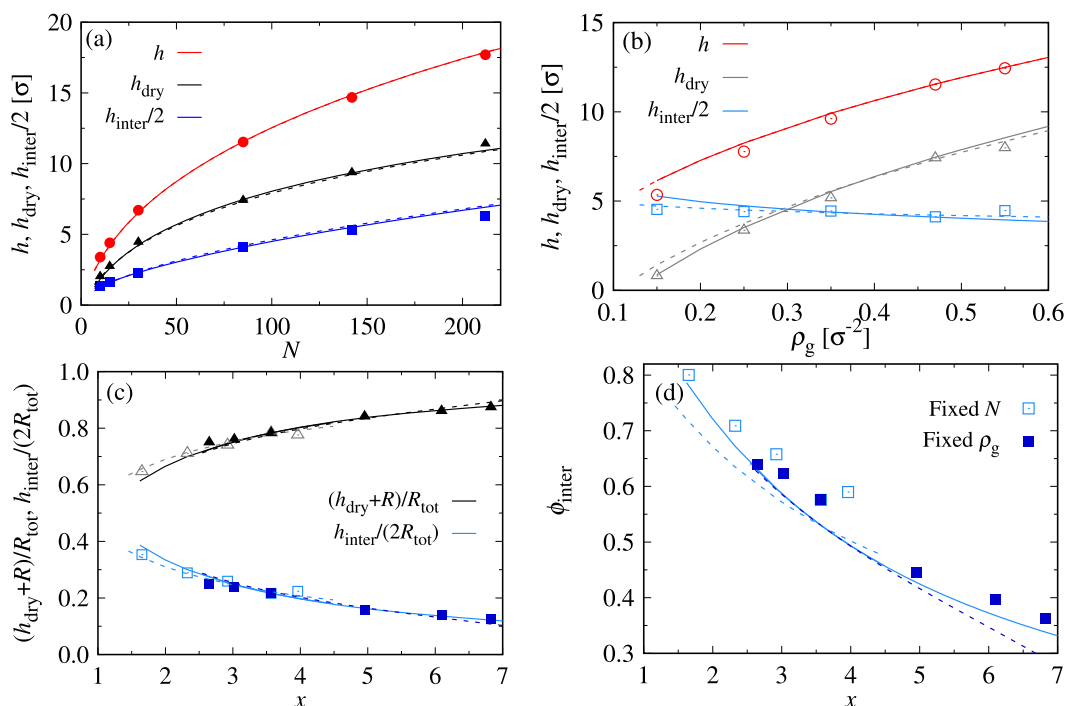 (a)
h
h_dry
h_inter/2
h, h_dry, h_inter/2 [σ]
0
5
10
15
20
0
50
100
150
200
N
(b)
h
h_dry
h_inter/2
h, h_dry, h_inter/2 [σ]
0
5
10
15
0.1
0.2
0.3
0.4
0.5
0.6
ρ_g [σ^-2]
(c)
(h_dry+R)/R_tot
h_inter/(2R_tot)
(h_dry+R)/R_tot, h_inter/(2R_tot)
0.0
0.2
0.4
0.6
0.8
1.0
1
2
3
4
5
6
7
x
(d)
Fixed N
Fixed ρ_g
ϕ_inter
0.3
0.4
0.5
0.6
0.7
0.8
1
2
3
4
5
6
7
x